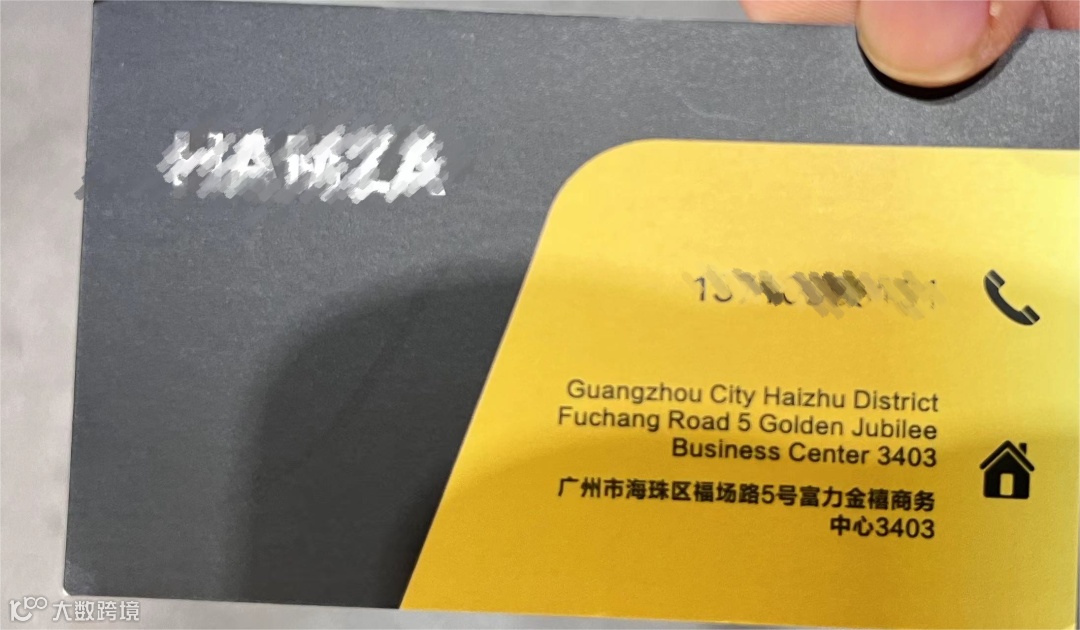 Guangzhou City Haizhu District
Fuchang Road 5 Golden Jubilee
Business Center 3403
广州市海珠区福场路5号富力金禧商务
中心3403
大数跨境